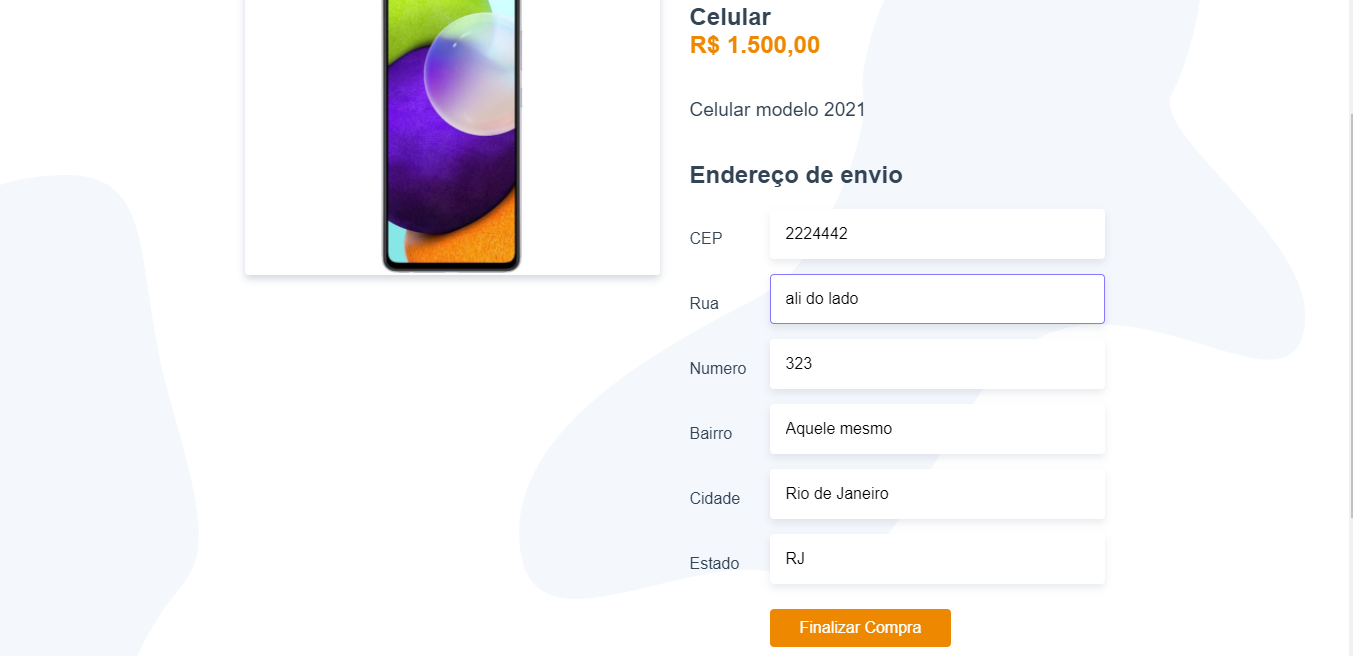 Celular
R$ 1.500,00
Celular modelo 2021
Endereço de envio
CEP 2224442
Rua ali do lado
Numero 323
Bairro Aquele mesmo
Cidade Rio de Janeiro
Estado RJ
Finalizar Compra